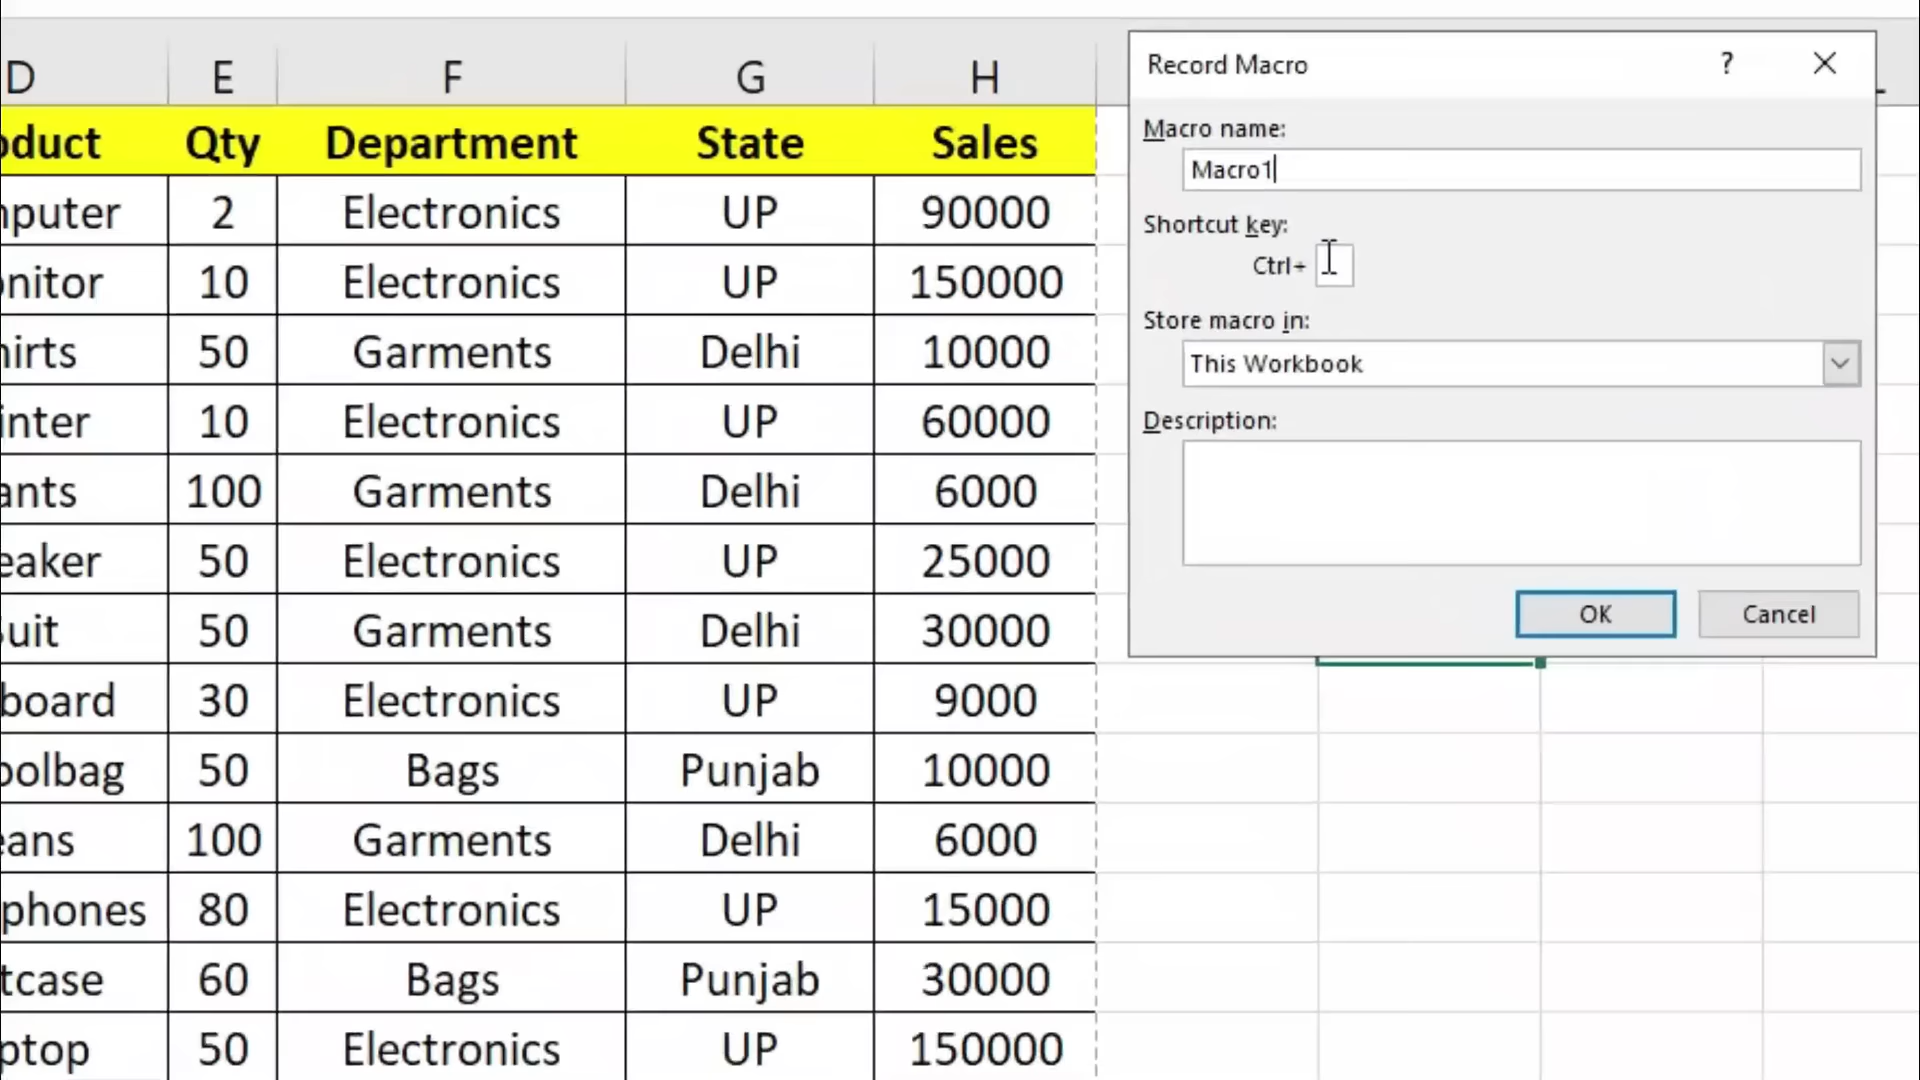 D E F G H
oduct Qty Department State Sales
nputer 2 Electronics UP 90000
onitor 10 Electronics UP 150000
hirts 50 Garments Delhi 10000
inter 10 Electronics UP 60000
ants 100 Garments Delhi 6000
eaker 50 Electronics UP 25000
uit 50 Garments Delhi 30000
board 30 Electronics UP 9000
oolbag 50 Bags Punjab 10000
eans 100 Garments Delhi 6000
phones 80 Electronics UP 15000
tcase 60 Bags Punjab 30000
ptop 50 Electronics UP 150000
Record Macro ?
Macro name:
Macro1
Shortcut key:
Ctrl+
Store macro in:
This Workbook
Description:
OK Cancel